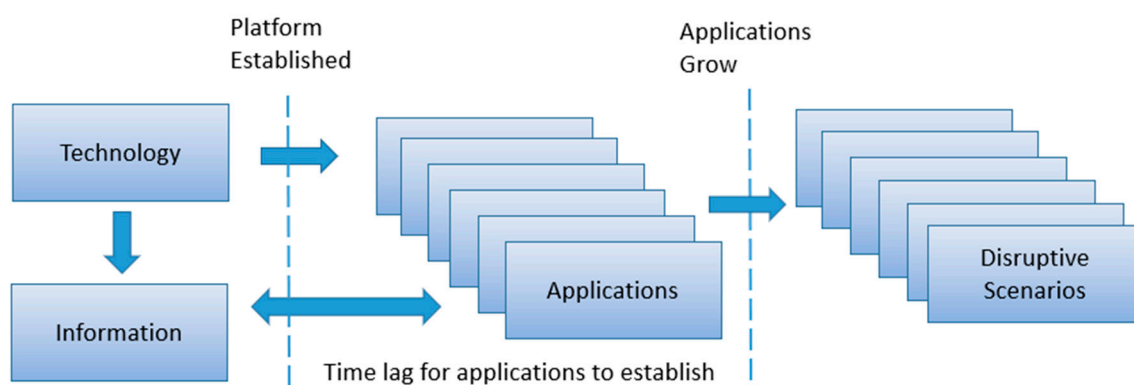 Platform
Established
Applications
Grow
Technology
Information
Applications
Disruptive
Scenarios
Time lag for applications to establish